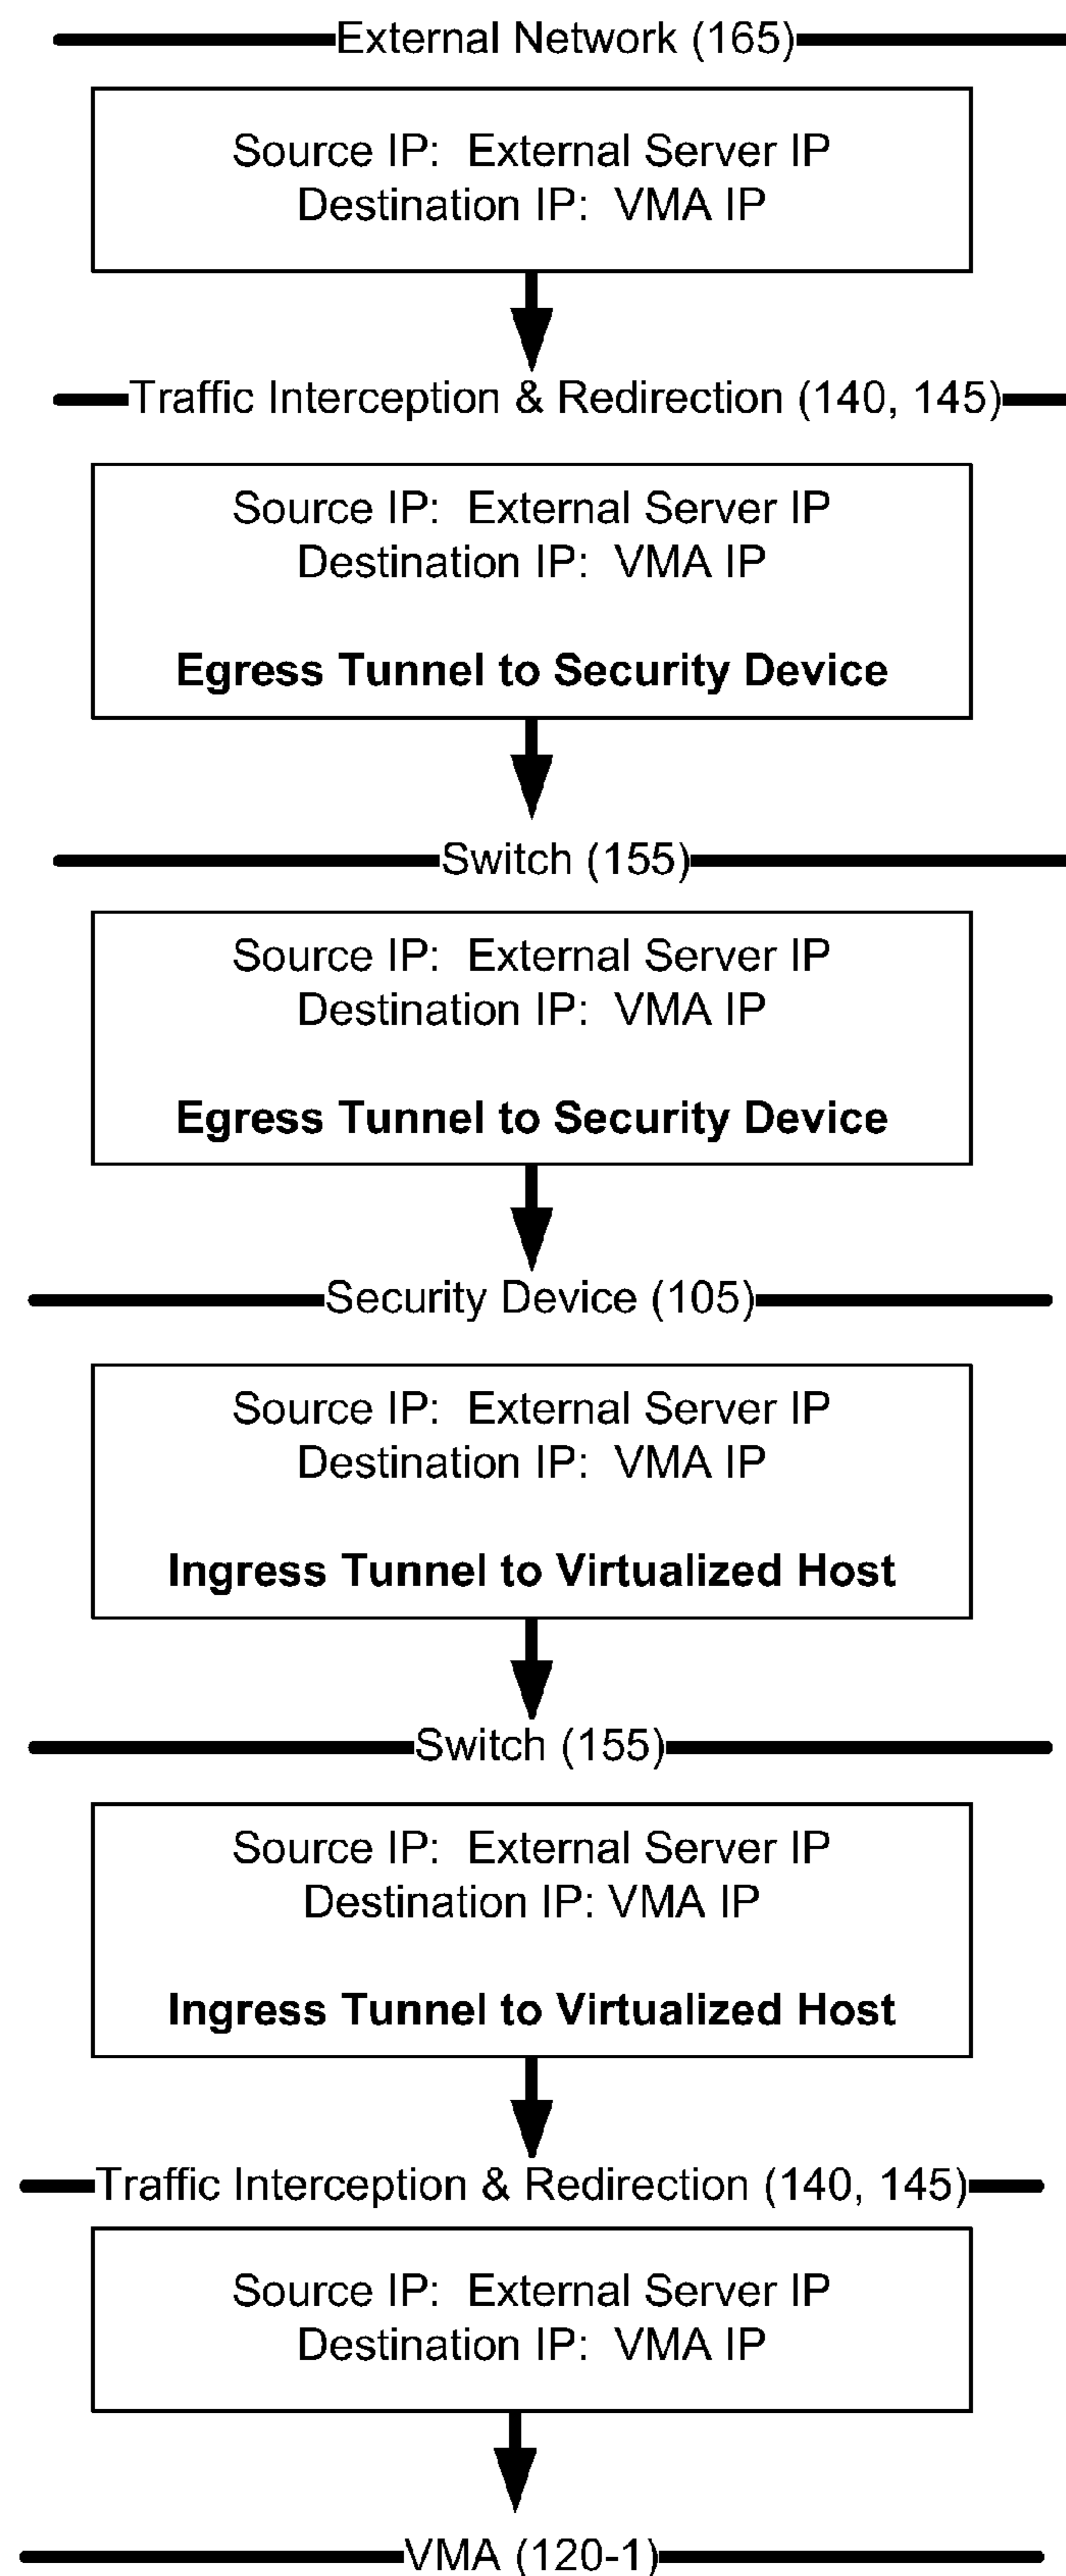 External Network (165)
Source IP: External Server IP
Destination IP: VMA IP
Traffic Interception & Redirection (140, 145)
Source IP: External Server IP
Destination IP: VMA IP
Egress Tunnel to Security Device
Switch (155)
Source IP: External Server IP
Destination IP: VMA IP
Egress Tunnel to Security Device
Security Device (105)
Source IP: External Server IP
Destination IP: VMA IP
Ingress Tunnel to Virtualized Host
Switch (155)
Source IP: External Server IP
Destination IP: VMA IP
Ingress Tunnel to Virtualized Host
Traffic Interception & Redirection (140, 145)
Source IP: External Server IP
Destination IP: VMA IP
VMA (120-1)